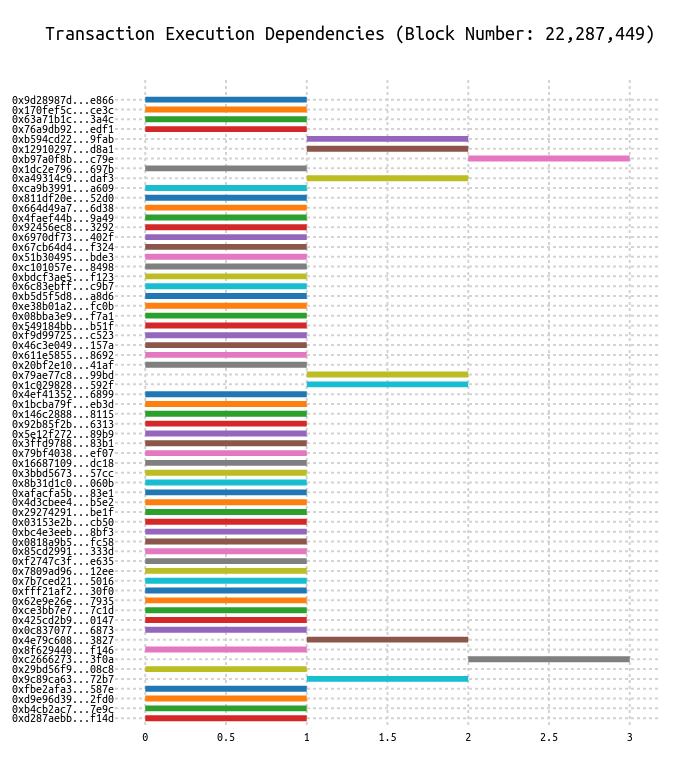 Transaction Execution Dependencies (Block Number: 22,287,449)
0x9d28987d...e866
0x170fef5c...ce3c
0x63a71b1c...3a4c
0x76a9db92...edf1
0xb594cd22...9fab
0x12910297...d8a1
0xb97a0f8b...c79e
0x1dc2e796...697b
0xa49314c9...daf3
0xca9b3991...a609
0x811df20e...52d0
0x664d49a7...6d38
0x4faef44b...9a49
0x92456ec8...3292
0x6970df73...402f
0x67cb64d4...f324
0x51b30495...bde3
0xc101057e...8498
0xbdcf3ae5...f123
0x6c83ebff...c9b7
0xb5d5f5d8...a8d6
0xe38b01a2...fc0b
0x08bba3e9...f7a1
0x549184bb...b51f
0xf9d99725...c523
0x46c3e049...157a
0x611e5855...8692
0x20bf2e10...41af
0x79ae77c8...99bd
0x1c029828...592f
0x4ef41352...6899
0x1bcba79f...eb3d
0x146c2888...8115
0x92b85f2b...6313
0x5e12f272...89b9
0x3ffd9788...83b1
0x79bf4038...ef07
0x16687109...dc18
0x3bbd5673...57cc
0x8b31d1c0...060b
0xafacfa5b...83e1
0x4d3cbee4...b5e2
0x29274291...be1f
0x03153e2b...cb50
0xbc4e3eeb...8bf3
0x0818a9b5...fc58
0x85cd2991...333d
0xf2747c3f...e635
0x7809ad96...12ee
0x7b7ced21...5016
0xfff21af2...30f0
0x62e9e26e...7935
0xce3bb7e7...7c1d
0x425cd2b9...0147
0x0c837077...6873
0x4e79c608...3827
0x8f629440...f146
0xc2666273...3f0a
0x29bd56f9...08c8
0x9c89ca63...72b7
0xfbe2afa3...587e
0xd9e96d39...2fd0
0xb4cb2ac7...7e9c
0xd287aebb...f14d
0 0.5 1 1.5 2 2.5 3